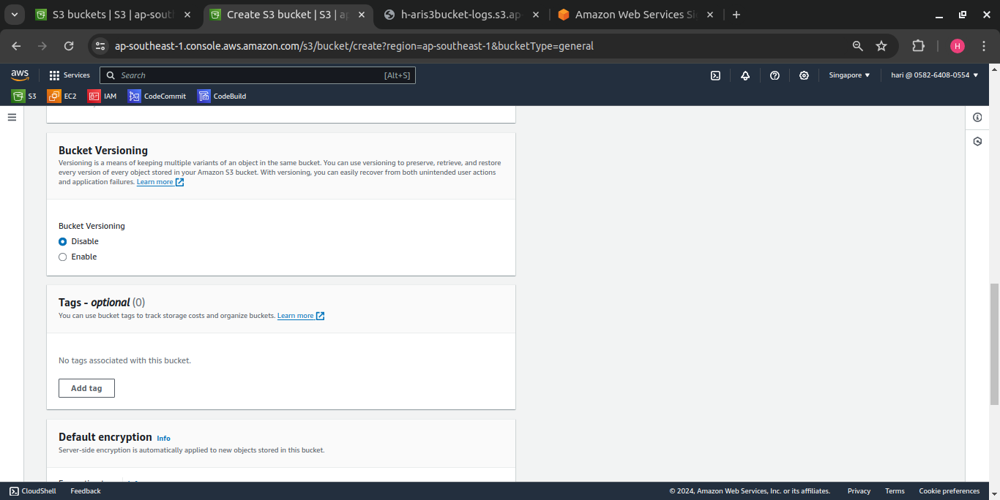 S3 buckets | S3 | ap-sout
Create S3 bucket | S3 | a
h-aris3bucket-logs.s3.ap
Amazon Web Services Si
ap-southeast-1.console.aws.amazon.com/s3/bucket/create?region=ap-southeast-1&bucketType=general
H
aws
Services
Search
[Alt+S]
Singapore
hari @ 0582-6408-0554
S3
EC2
IAM
CodeCommit
CodeBuild
Bucket Versioning
Versioning is a means of keeping multiple variants of an object in the same bucket. You can use versioning to preserve, retrieve, and restore
every version of every object stored in your Amazon S3 bucket. With versioning, you can easily recover from both unintended user actions
and application failures. Learn more
Bucket Versioning
Disable
Enable
Tags - optional (0)
You can use bucket tags to track storage costs and organize buckets. Learn more
No tags associated with this bucket.
Add tag
Default encryption Info
Server-side encryption is automatically applied to new objects stored in this bucket.
CloudShell
Feedback
© 2024, Amazon Web Services, Inc. or its affiliates.
Privacy
Terms
Cookie preferences